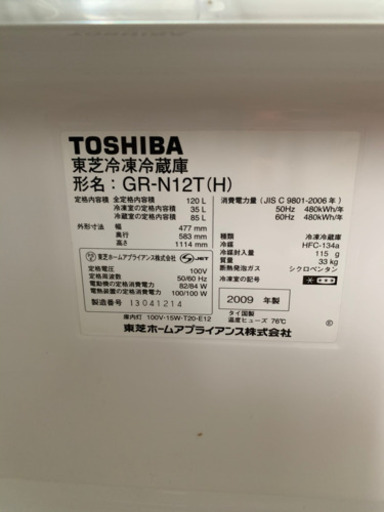 TOSHIBA
東芝冷凍冷蔵庫
形名：GR-N12T(H)
定格内容積 全定格内容積 120 L
冷凍室の定格内容積 35 L
冷蔵室の定格内容積 85 L
外形寸法 幅 477 mm
奥行 583 mm
高さ 1114 mm
東芝ホームアプライアンス株式会社 JET
定格電圧 100V
定格周波数 50/60 Hz
電動機の定格消費電力 82/84 W
電熱装置の定格消費電力 100/100 W
製造番号 13041214
消費電力量 (JIS C 9801-2006 年)
50Hz 480kWh/年
60Hz 480kWh/年
種類 冷凍冷蔵庫
冷媒 HFC-134a
冷媒封入量 115 g
質量 33 kg
断熱発泡ガス シクロペンタン
冷凍室の記号
2009 年製
タイ国製
温度ヒューズ 76℃
庫内灯 100V-15W-T20-E12
東芝ホームアプライアンス株式会社